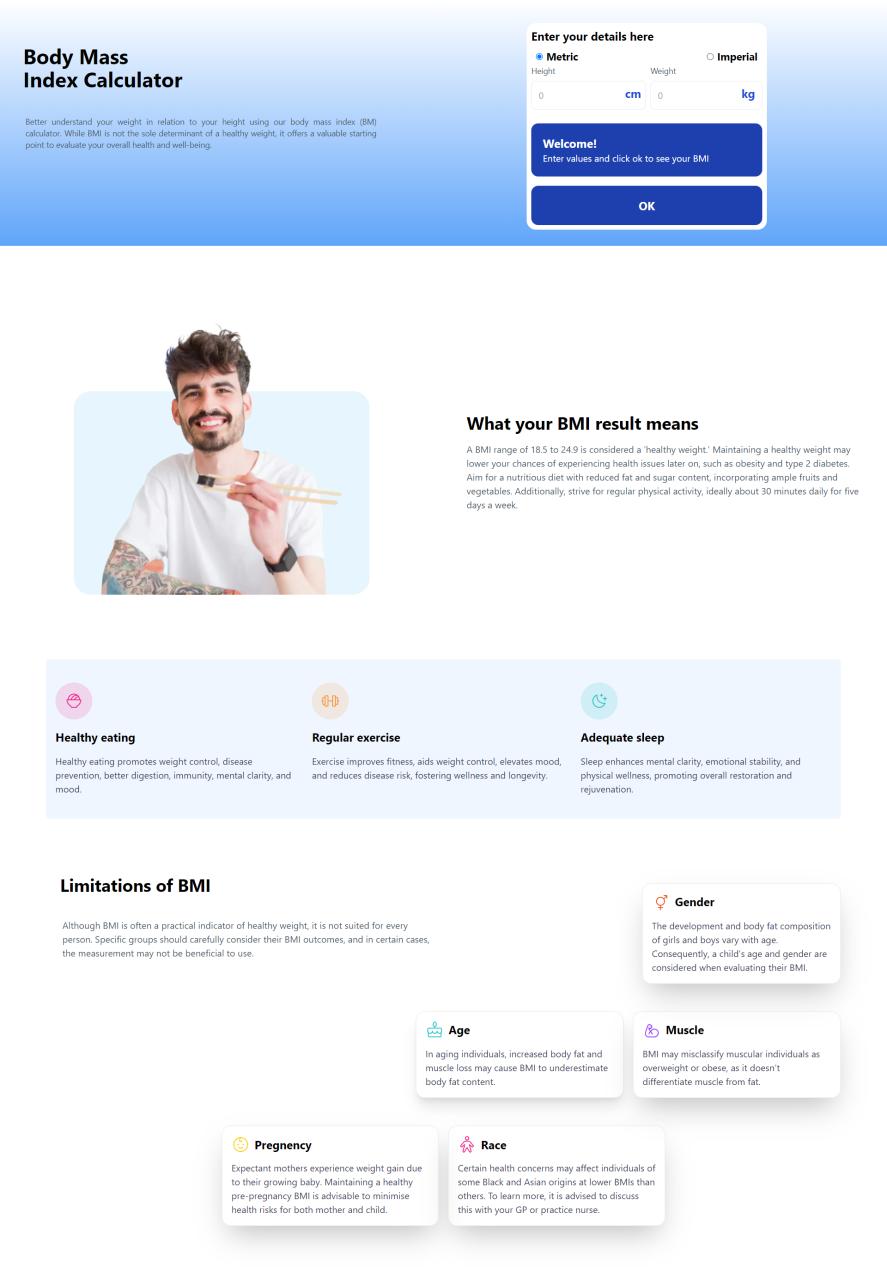 Body Mass
Index Calculator
Better understand your weight in relation to your height using our body mass index (BM)
calculator. While BMI is not the sole determinant of a healthy weight, it offers a valuable starting
point to evaluate your overall health and well-being.
Enter your details here
Metric
Imperial
Height
Weight
0 cm
0 kg
Welcome!
Enter values and click ok to see your BMI
OK
What your BMI result means
A BMI range of 18.5 to 24.9 is considered a 'healthy weight.' Maintaining a healthy weight may
lower your chances of experiencing health issues later on, such as obesity and type 2 diabetes.
Aim for a nutritious diet with reduced fat and sugar content, incorporating ample fruits and
vegetables. Additionally, strive for regular physical activity, ideally about 30 minutes daily for five
days a week.
Healthy eating
Healthy eating promotes weight control, disease
prevention, better digestion, immunity, mental clarity, and
mood.
Regular exercise
Exercise improves fitness, aids weight control, elevates mood,
and reduces disease risk, fostering wellness and longevity.
Adequate sleep
Sleep enhances mental clarity, emotional stability, and
physical wellness, promoting overall restoration and
rejuvenation.
Limitations of BMI
Although BMI is often a practical indicator of healthy weight, it is not suited for every
person. Specific groups should carefully consider their BMI outcomes, and in certain cases,
the measurement may not be beneficial to use.
Gender
The development and body fat composition
of girls and boys vary with age.
Consequently, a child's age and gender are
considered when evaluating their BMI.
Age
In aging individuals, increased body fat and
muscle loss may cause BMI to underestimate
body fat content.
Muscle
BMI may misclassify muscular individuals as
overweight or obese, as it doesn't
differentiate muscle from fat.
Pregnency
Expectant mothers experience weight gain due
to their growing baby. Maintaining a healthy
pre-pregnancy BMI is advisable to minimise
health risks for both mother and child.
Race
Certain health concerns may affect individuals of
some Black and Asian origins at lower BMIs than
others. To learn more, it is advised to discuss
this with your GP or practice nurse.